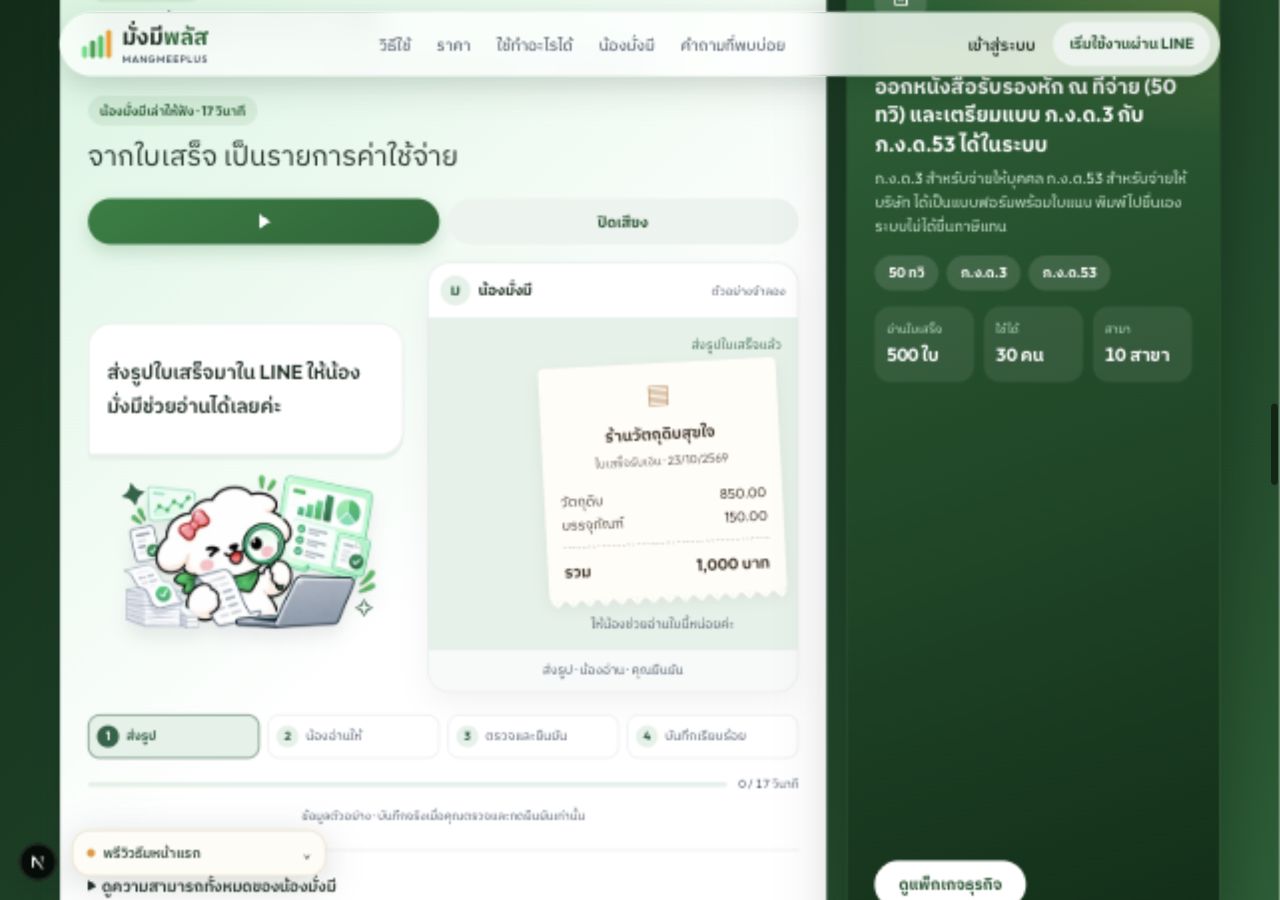 มั่งมีพลัส
MANGMEEPLUS
วิธีใช้
ราคา
ใช้ทำอะไรได้
น้องมั่งมี
คำถามที่พบบ่อย
เข้าสู่ระบบ
เริ่มใช้งานผ่าน LINE
น้องมั่งมีเล่าให้ฟัง · 17 วินาที
จากใบเสร็จ เป็นรายการค่าใช้จ่าย
ปิดเสียง
ม น้องมั่งมี
ตัวอย่างจำลอง
ส่งรูปใบเสร็จมาใน LINE ให้น้อง
มั่งมีช่วยอ่านได้เลยค่ะ
ส่งรูปใบเสร็จแล้ว
ร้านวัตถุดิบสุขใจ
ใบเสร็จรับเงิน · 23/10/2569
วัตถุดิบ 850.00
บรรจุภัณฑ์ 150.00
รวม 1,000 บาท
ให้น้องช่วยอ่านใบนี้หน่อยค่ะ
ส่งรูป · น้องอ่าน · คุณยืนยัน
1 ส่งรูป
2 น้องอ่านให้
3 ตรวจและยืนยัน
4 บันทึกเรียบร้อย
0 / 17 วินาที
ข้อมูลตัวอย่าง · บันทึกจริงเมื่อคุณตรวจและกดยืนยันเท่านั้น
N
พรีวิวธีมหน้าแรก
ดูความสามารถทั้งหมดของน้องมั่งมี
ออกหนังสือรับรองหัก ณ ที่จ่าย (50
ทวิ) และเตรียมแบบ ภ.ง.ด.3 กับ
ภ.ง.ด.53 ได้ในระบบ
ภ.ง.ด.3 สำหรับจ่ายให้บุคคล ภ.ง.ด.53 สำหรับจ่ายให้
บริษัท ได้เป็นแบบฟอร์มพร้อมใบแนบ พิมพ์ไปยื่นเอง
ระบบไม่ได้ยื่นภาษีแทน
50 ทวิ
ภ.ง.ด.3
ภ.ง.ด.53
อ่านใบเสร็จ
500 ใบ
ใช้ได้
30 คน
สาขา
10 สาขา
ดูแพ็กเกจธุรกิจ